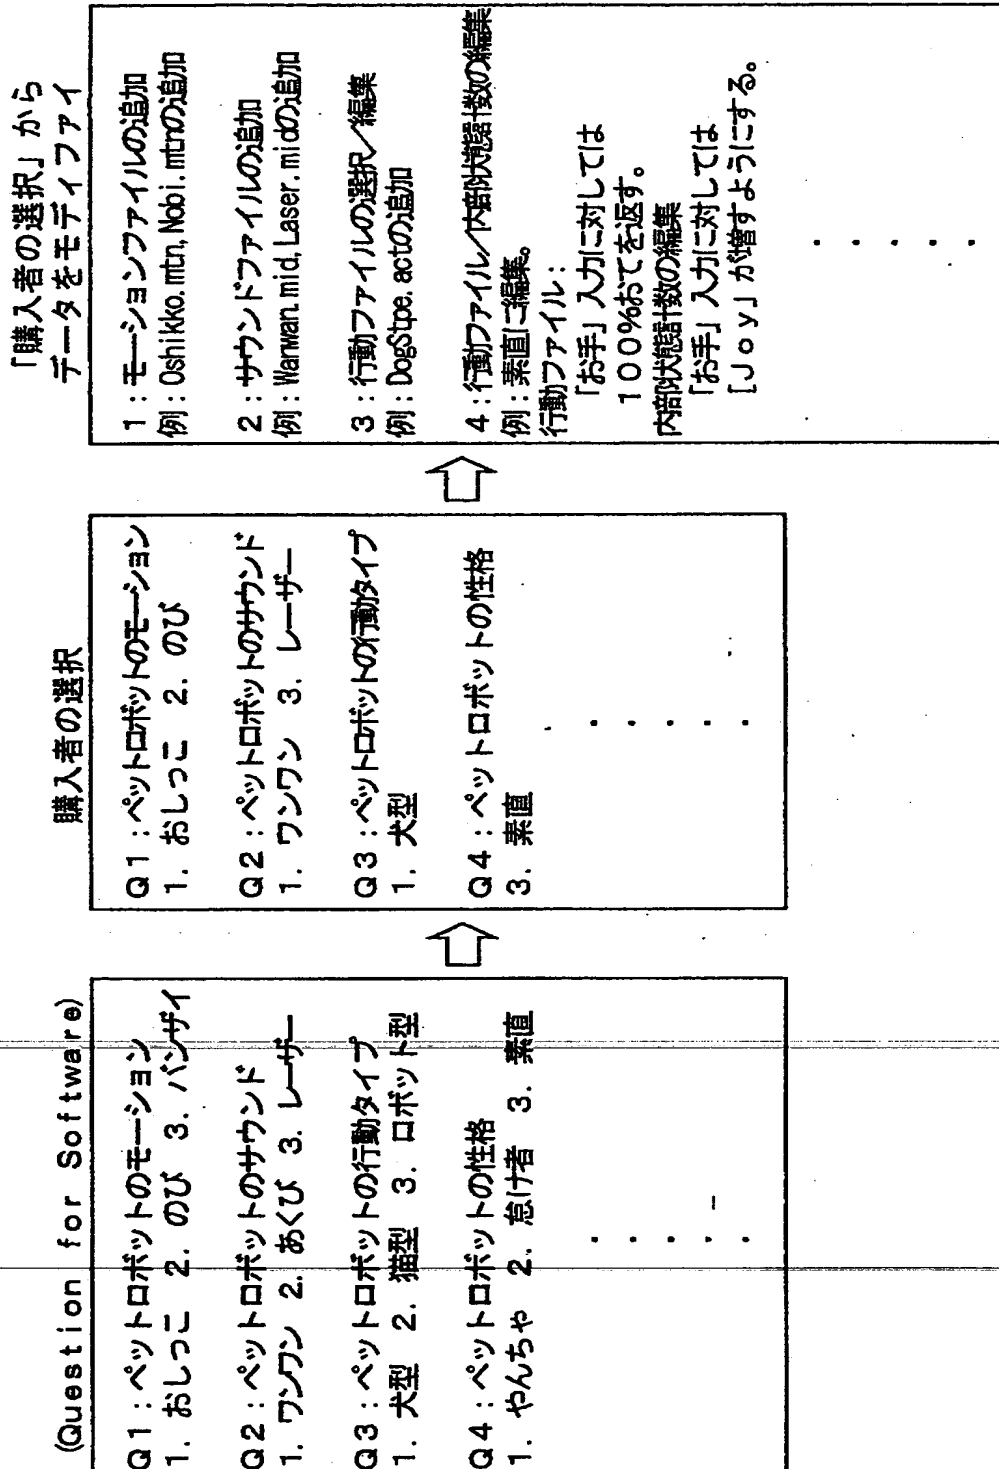 (Question for Software)
Q1：ペットロボットのモーション
1. おしっこ 2. のび 3. バンザイ
Q2：ペットロボットのサウンド
1. ワンワン 2. あくび 3. レーザー
Q3：ペットロボットの行動タイプ
1. 犬型 2. 猫型 3. ロボット型
Q4：ペットロボットの性格
1. やんちゃ 2. 怠け者 3. 素直
購入者の選択
Q1：ペットロボットのモーション
1. おしっこ 2. のび
Q2：ペットロボットのサウンド
1. ワンワン 3. レーザー
Q3：ペットロボットの行動タイプ
1. 犬型
Q4：ペットロボットの性格
3. 素直
「購入者の選択」から
データをモディファイ
1：モーションファイルの追加
例：Oshikko.mtn,Nobi.mtnの追加
2：サウンドファイルの追加
例：Wanwan.mid,Laser.midの追加
3：行動ファイルの選択／編集
例：DogStpe.actの追加
4：行動ファイル／内部状態計数の編集
例：素直に編集。
行動ファイル：
「お手」入力に対しては
100%おてを返す。
内部状態計数の編集
「お手」入力に対しては
[Joy」が増すようにする。